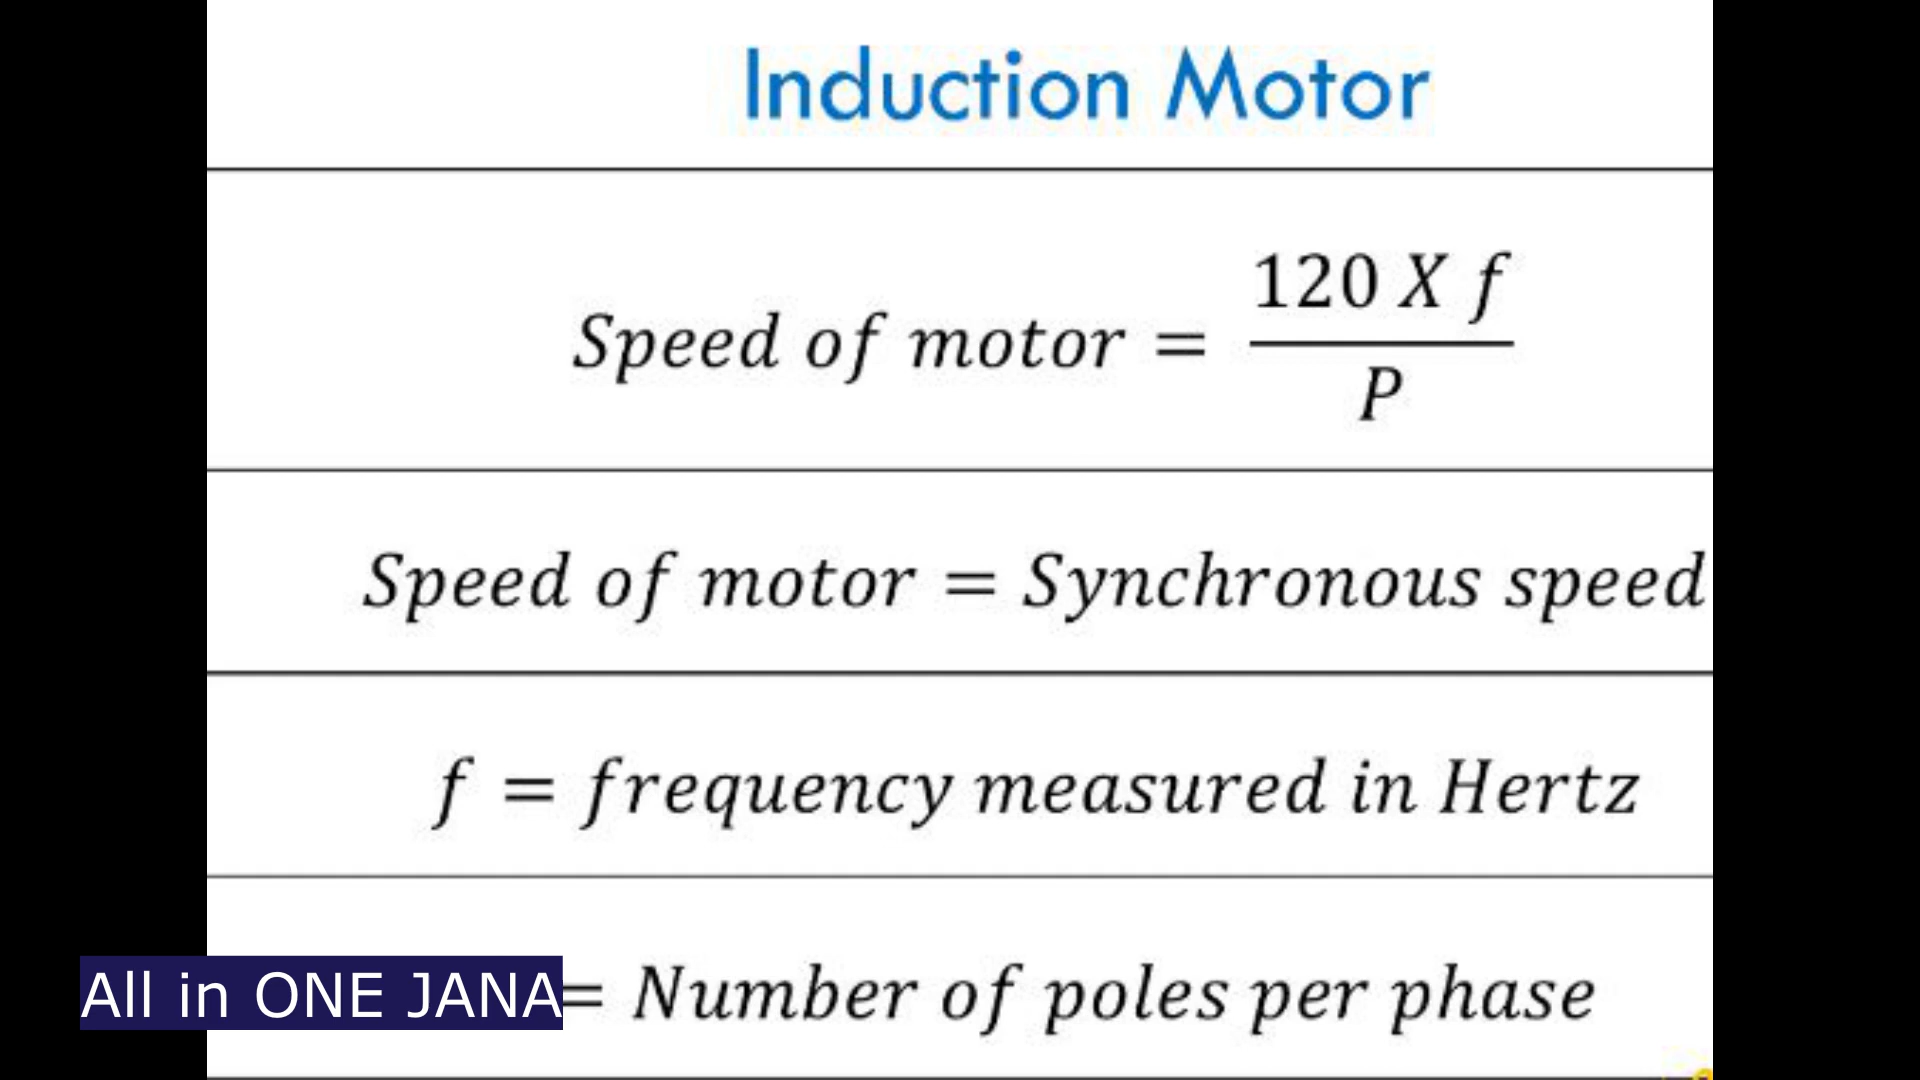 Induction Motor
Speed of motor = 120 X f / P
Speed of motor = Synchronous speed
f = frequency measured in Hertz
= Number of poles per phase
All in ONE JANA